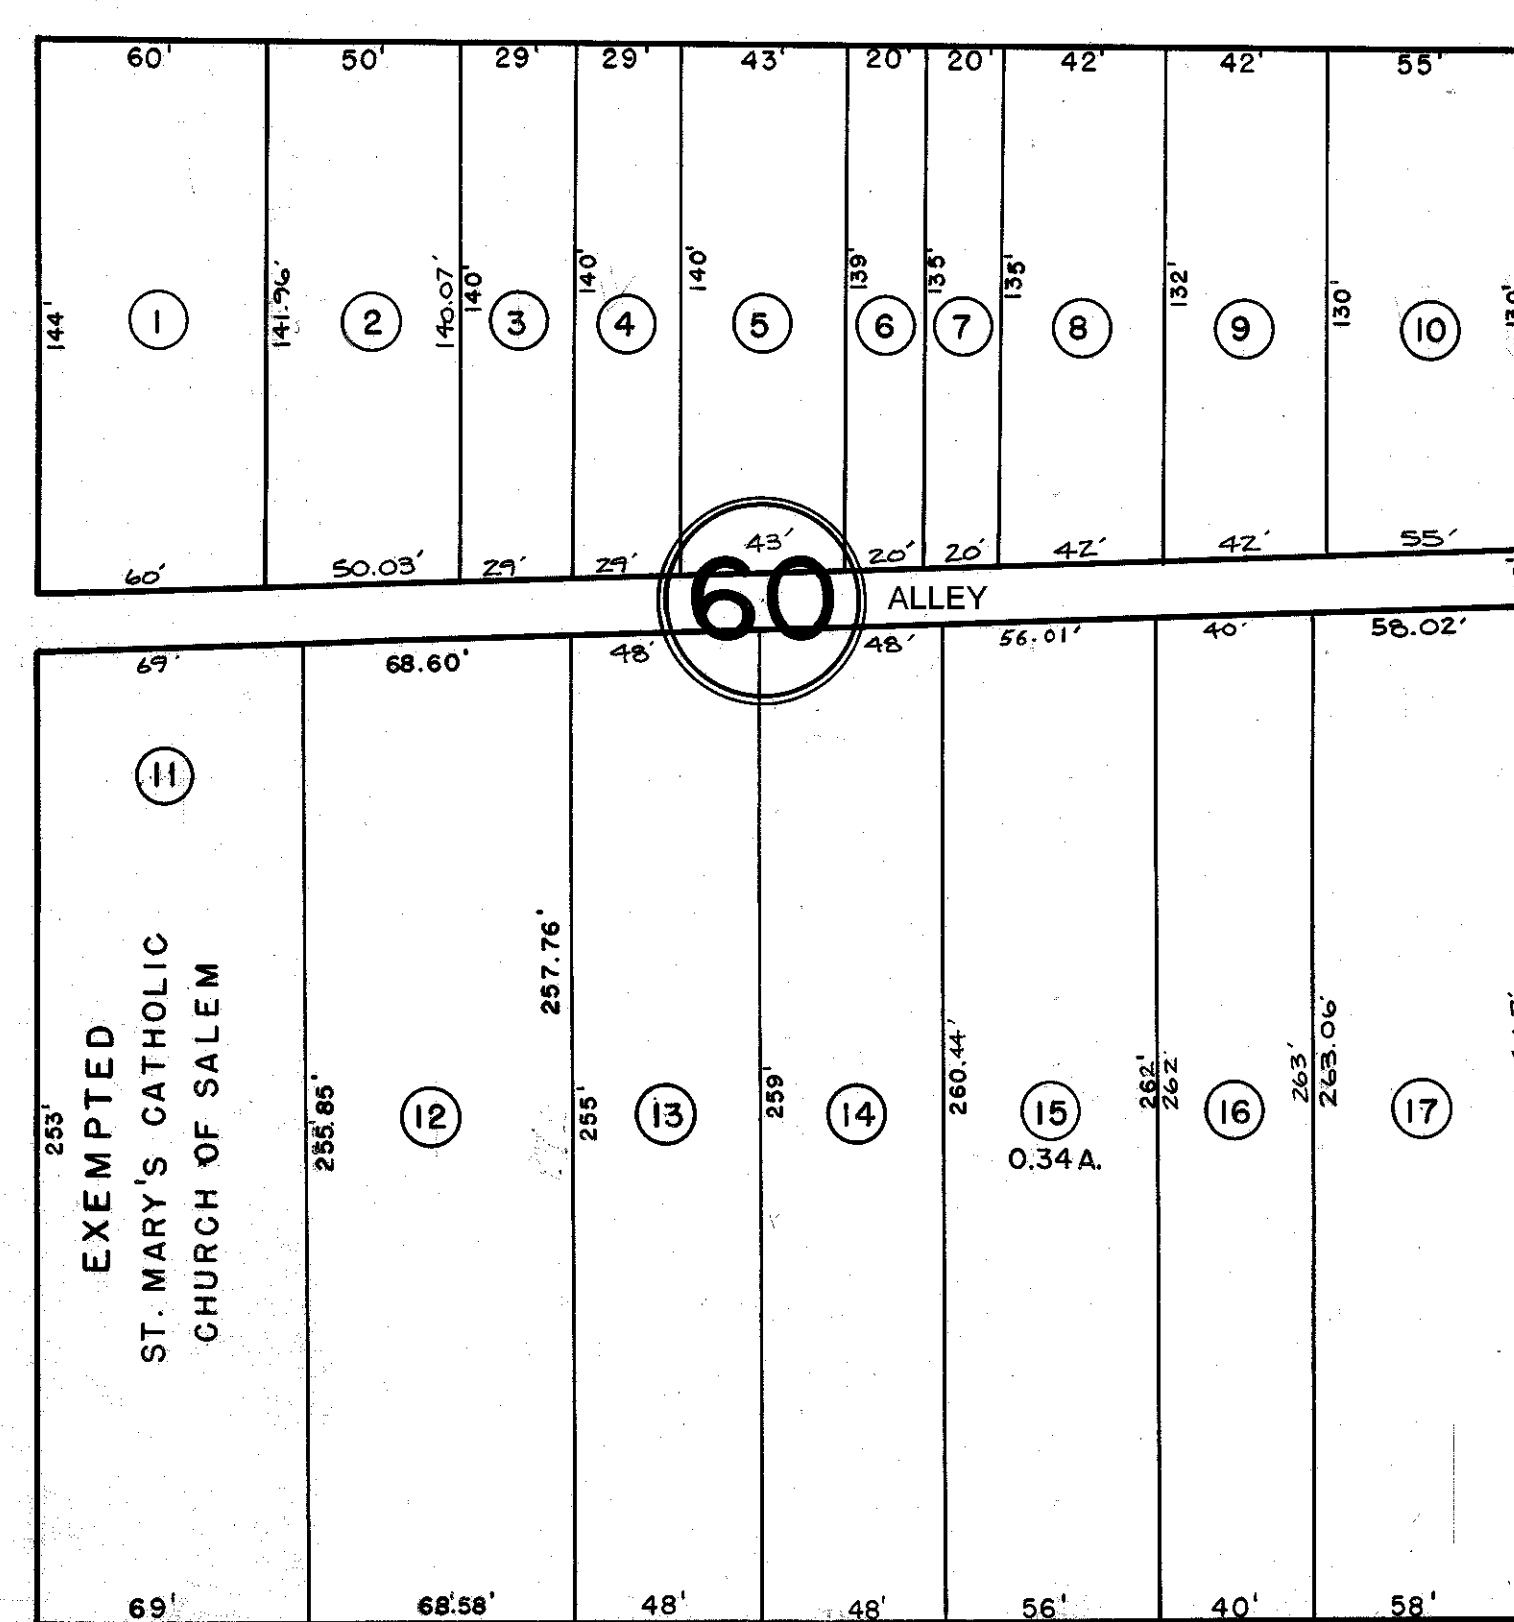 60' 50' 29' 29' 43' 20' 20' 42' 42' 55'
144' 141.96' 140.07' 140' 140' 140' 139' 135' 135' 132' 130' 130'
1 2 3 4 5 6 7 8 9 10
60' 50.03' 29' 29' 43' 20' 20' 42' 42' 55'
60
ALLEY
69' 68.60' 48' 48' 56.01' 40' 58.02'
11
EXEMPTED
ST. MARY'S CATHOLIC
CHURCH OF SALEM
253' 255.85' 257.76' 255' 259' 260.44' 262' 262' 263' 263.06'
12 13 14 15 16 17
0.34 A.
69' 68.58' 48' 48' 56' 40' 58'